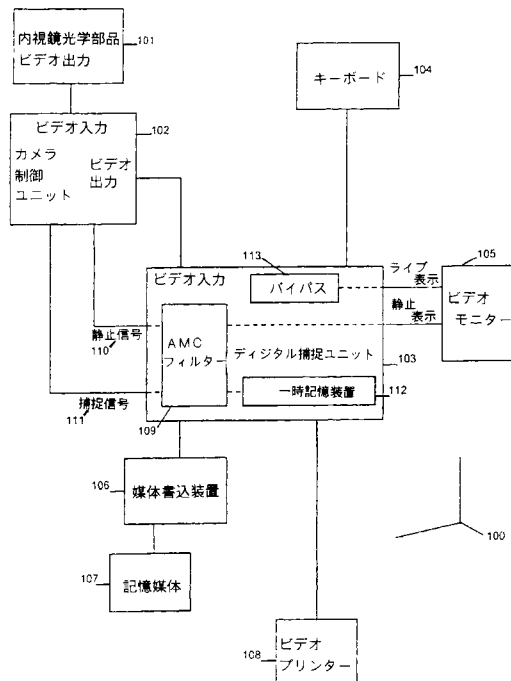 内視鏡光学部品
ビデオ出力
101
キーボード
104
ビデオ入力
102
カメラ
制御
ユニット
ビデオ
出力
ビデオ入力
113
バイパス
ライブ
表示
105
ビデオ
モニター
静止
表示
静止信号
110
AMC
フィルター
ディジタル捕捉ユニット
103
捕捉信号
111
109
一時記憶装置
112
106
媒体書込装置
107
記憶媒体
100
108
ビデオ
プリンター